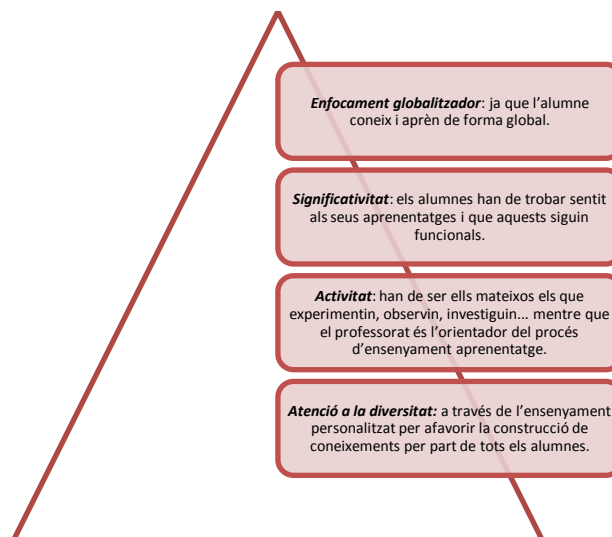 Enfocament globalitzador: ja que l'alumne
coneix i aprèn de forma global.
Significativitat: els alumnes han de trobar sentit
als seus aprenentatges i que aquests siguin
funcionals.
Activitat: han de ser ells mateixos els que
experimentin, observin, investiguin... mentre que
el professorat és l'orientador del procés
d'ensenyament aprenentatge.
Atenció a la diversitat: a través de l'ensenyament
personalitzat per afavorir la construcció de
coneixements per part de tots els alumnes.